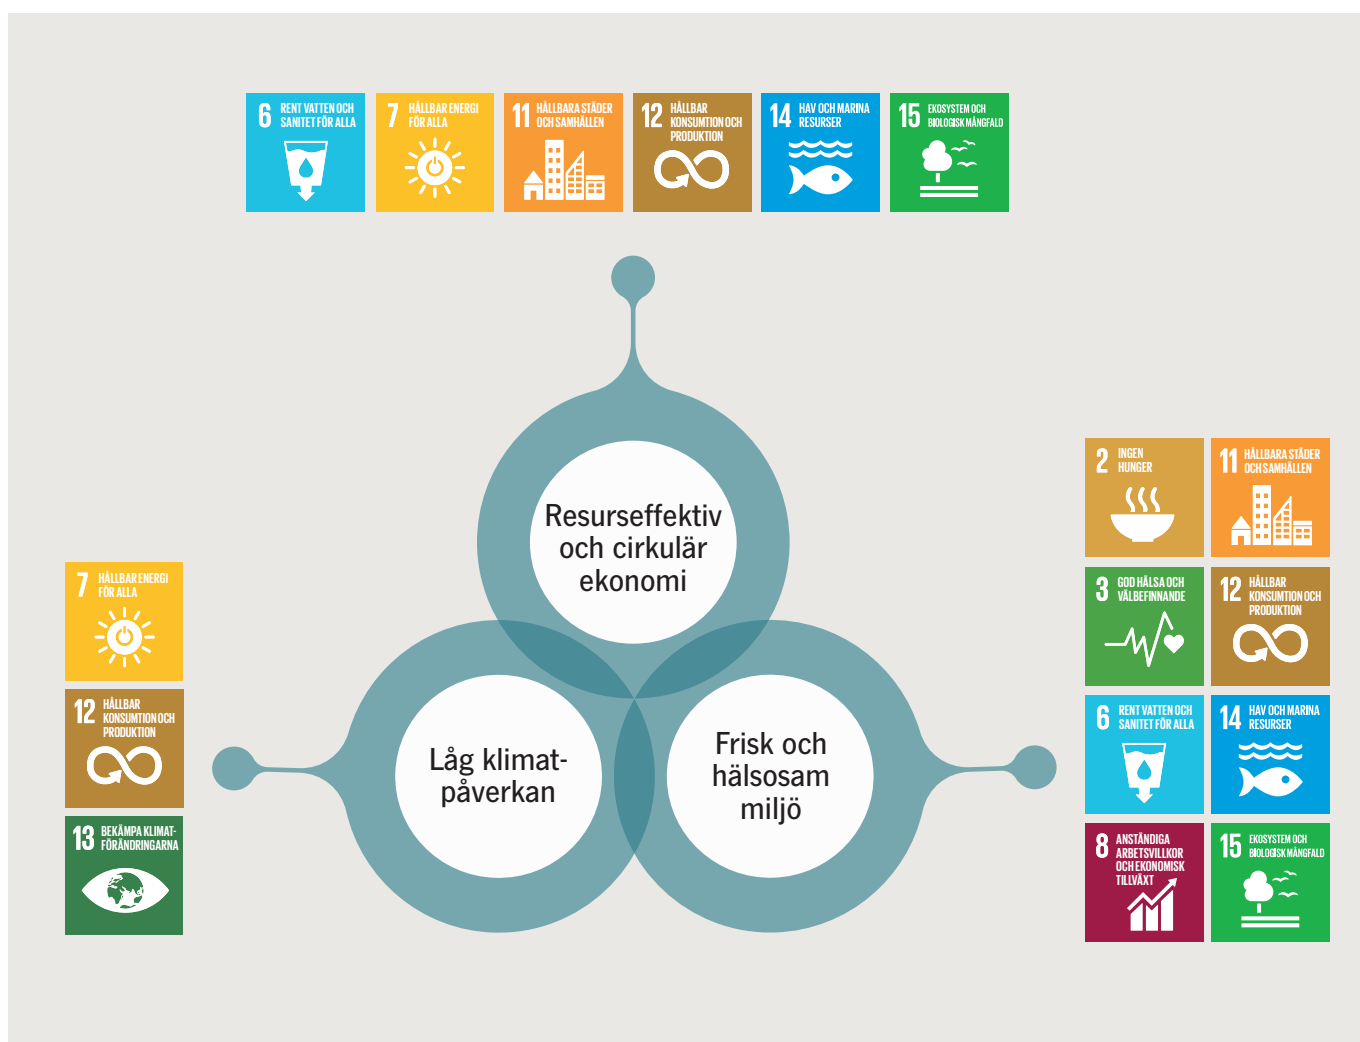 6 RENT VATTEN OCH
SANITET FÖR ALLA
7 HÅLLBAR ENERGI
FÖR ALLA
11 HÅLLBARA STÄDER
OCH SAMHÄLLEN
12 HÅLLBAR
KONSUMTION OCH
PRODUKTION
14 HAV OCH MARINA
RESURSER
15 EKOSYSTEM OCH
BIOLOGISK MÅNGFALD
Resurseffektiv
och cirkulär
ekonomi
7 HÅLLBAR ENERGI
FÖR ALLA
12 HÅLLBAR
KONSUMTION OCH
PRODUKTION
13 BEKÄMPA KLIMAT-
FÖRÄNDRINGARNA
Låg klimat-
påverkan
Frisk och
hälsosam
miljö
2 INGEN
HUNGER
11 HÅLLBARA STÄDER
OCH SAMHÄLLEN
3 GOD HÄLSA OCH
VÄLBEFINNANDE
12 HÅLLBAR
KONSUMTION OCH
PRODUKTION
6 RENT VATTEN OCH
SANITET FÖR ALLA
14 HAV OCH MARINA
RESURSER
8 ANSTÄNDIGA
ARBETSVILLKOR
OCH EKONOMISK
TILLVÄXT
15 EKOSYSTEM OCH
BIOLOGISK MÅNGFALD